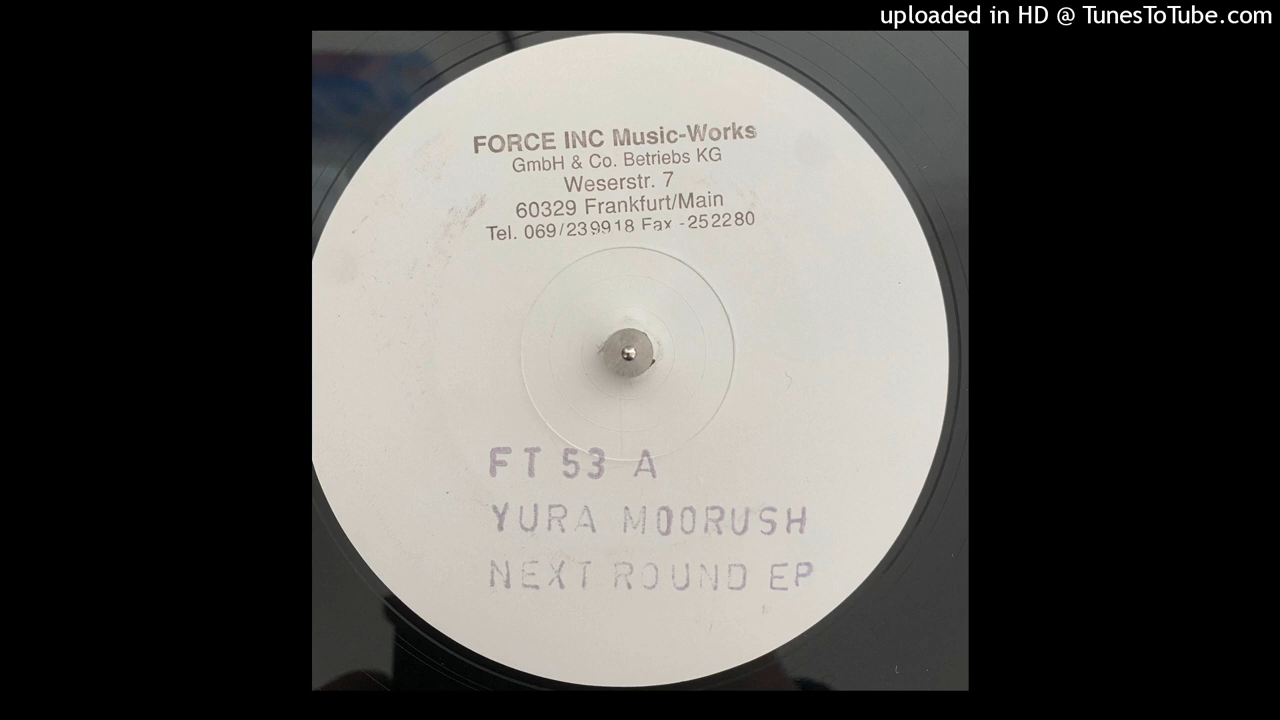 uploaded in HD @ TunesToTube.com
FORCE INC Music-Works
GmbH & Co. Betriebs KG
Weserstr. 7
60329 Frankfurt/Main
Tel. 069/239918 Fax -252280
FT 53 A
YURA MOORUSH
NEXT ROUND EP